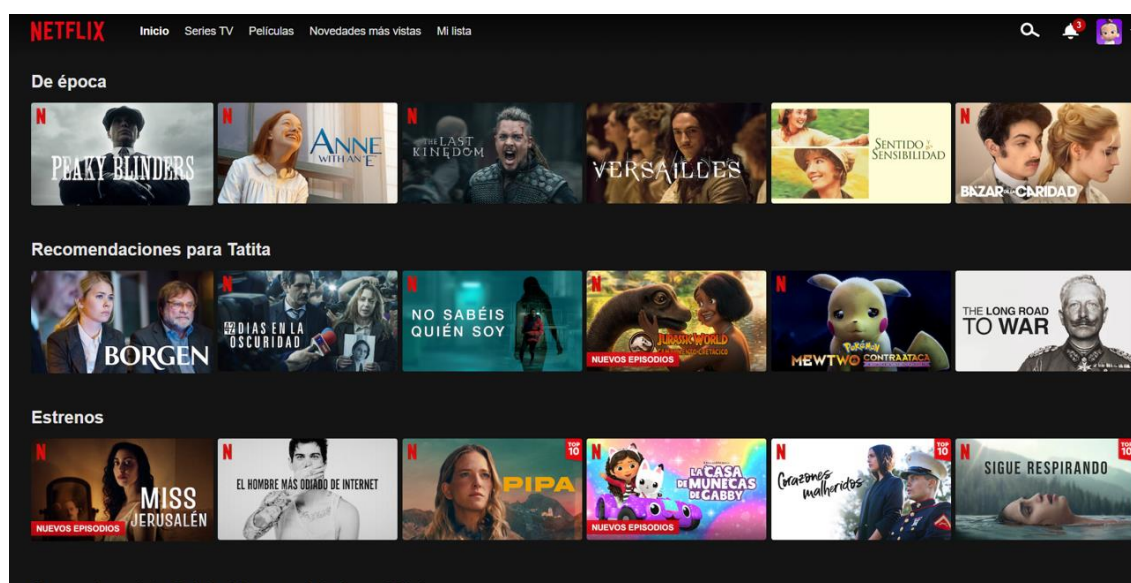 NETFLIX Inicio Series TV Películas Novedades más vistas Mi lista 3
De época
N
PEAKY BLINDERS
N
ANNE
WITH AN E
N
THE LAST
KINGDOM
VERSAILLES
SENTIDO Y
SENSIBILIDAD
N
BAZAR DE LA CARIDAD
Recomendaciones para Tatita
BORGEN
N
42 DIAS EN LA
OSCURIDAD
N
NO SABÉIS
QUIÉN SOY
N
JURASSIC WORLD
CAMPAMENTO CRETÁCICO
NUEVOS EPISODIOS
N
POKÉMON
MEWTWO CONTRAATACA
THE LONG ROAD
TO WAR
Estrenos
N
MISS
JERUSALÉN
NUEVOS EPISODIOS
N
EL HOMBRE MÁS ODIADO DE INTERNET
N
TOP
10
PIPA
N
LA CASA
DE MUÑECAS
DE GABBY
NUEVOS EPISODIOS
N
TOP
10
Corazones
malheridos
N
TOP
10
SIGUE RESPIRANDO